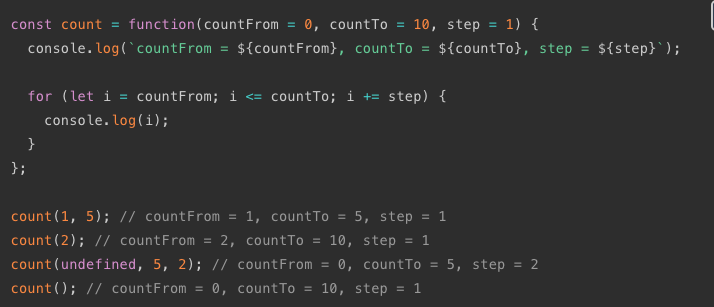 const count = function(countFrom = 0, countTo = 10, step = 1) {
  console.log(`countFrom = ${countFrom}, countTo = ${countTo}, step = ${step}`);

  for (let i = countFrom; i <= countTo; i += step) {
    console.log(i);
  }
};

count(1, 5); // countFrom = 1, countTo = 5, step = 1
count(2); // countFrom = 2, countTo = 10, step = 1
count(undefined, 5, 2); // countFrom = 0, countTo = 5, step = 2
count(); // countFrom = 0, countTo = 10, step = 1